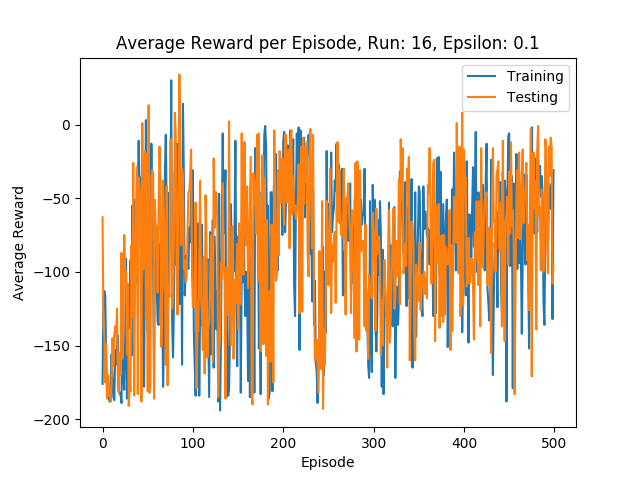 Average Reward per Episode, Run: 16, Epsilon: 0.1
Training
Testing
0
−50
−100
−150
−200
Average Reward
0
100
200
300
400
500
Episode